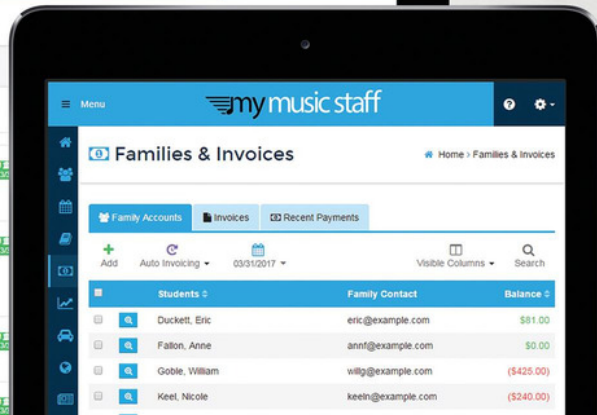 Menu
my music staff
Families & Invoices
Home > Families & Invoices
Family Accounts
Invoices
Recent Payments
Add
Auto Invoicing
03/31/2017
Visible Columns
Search
Students
Family Contact
Balance
Duckett, Eric
eric@example.com
$81.00
Fallon, Anne
annf@example.com
$0.00
Goble, William
willg@example.com
($425.00)
Keel, Nicole
keeln@example.com
($240.00)